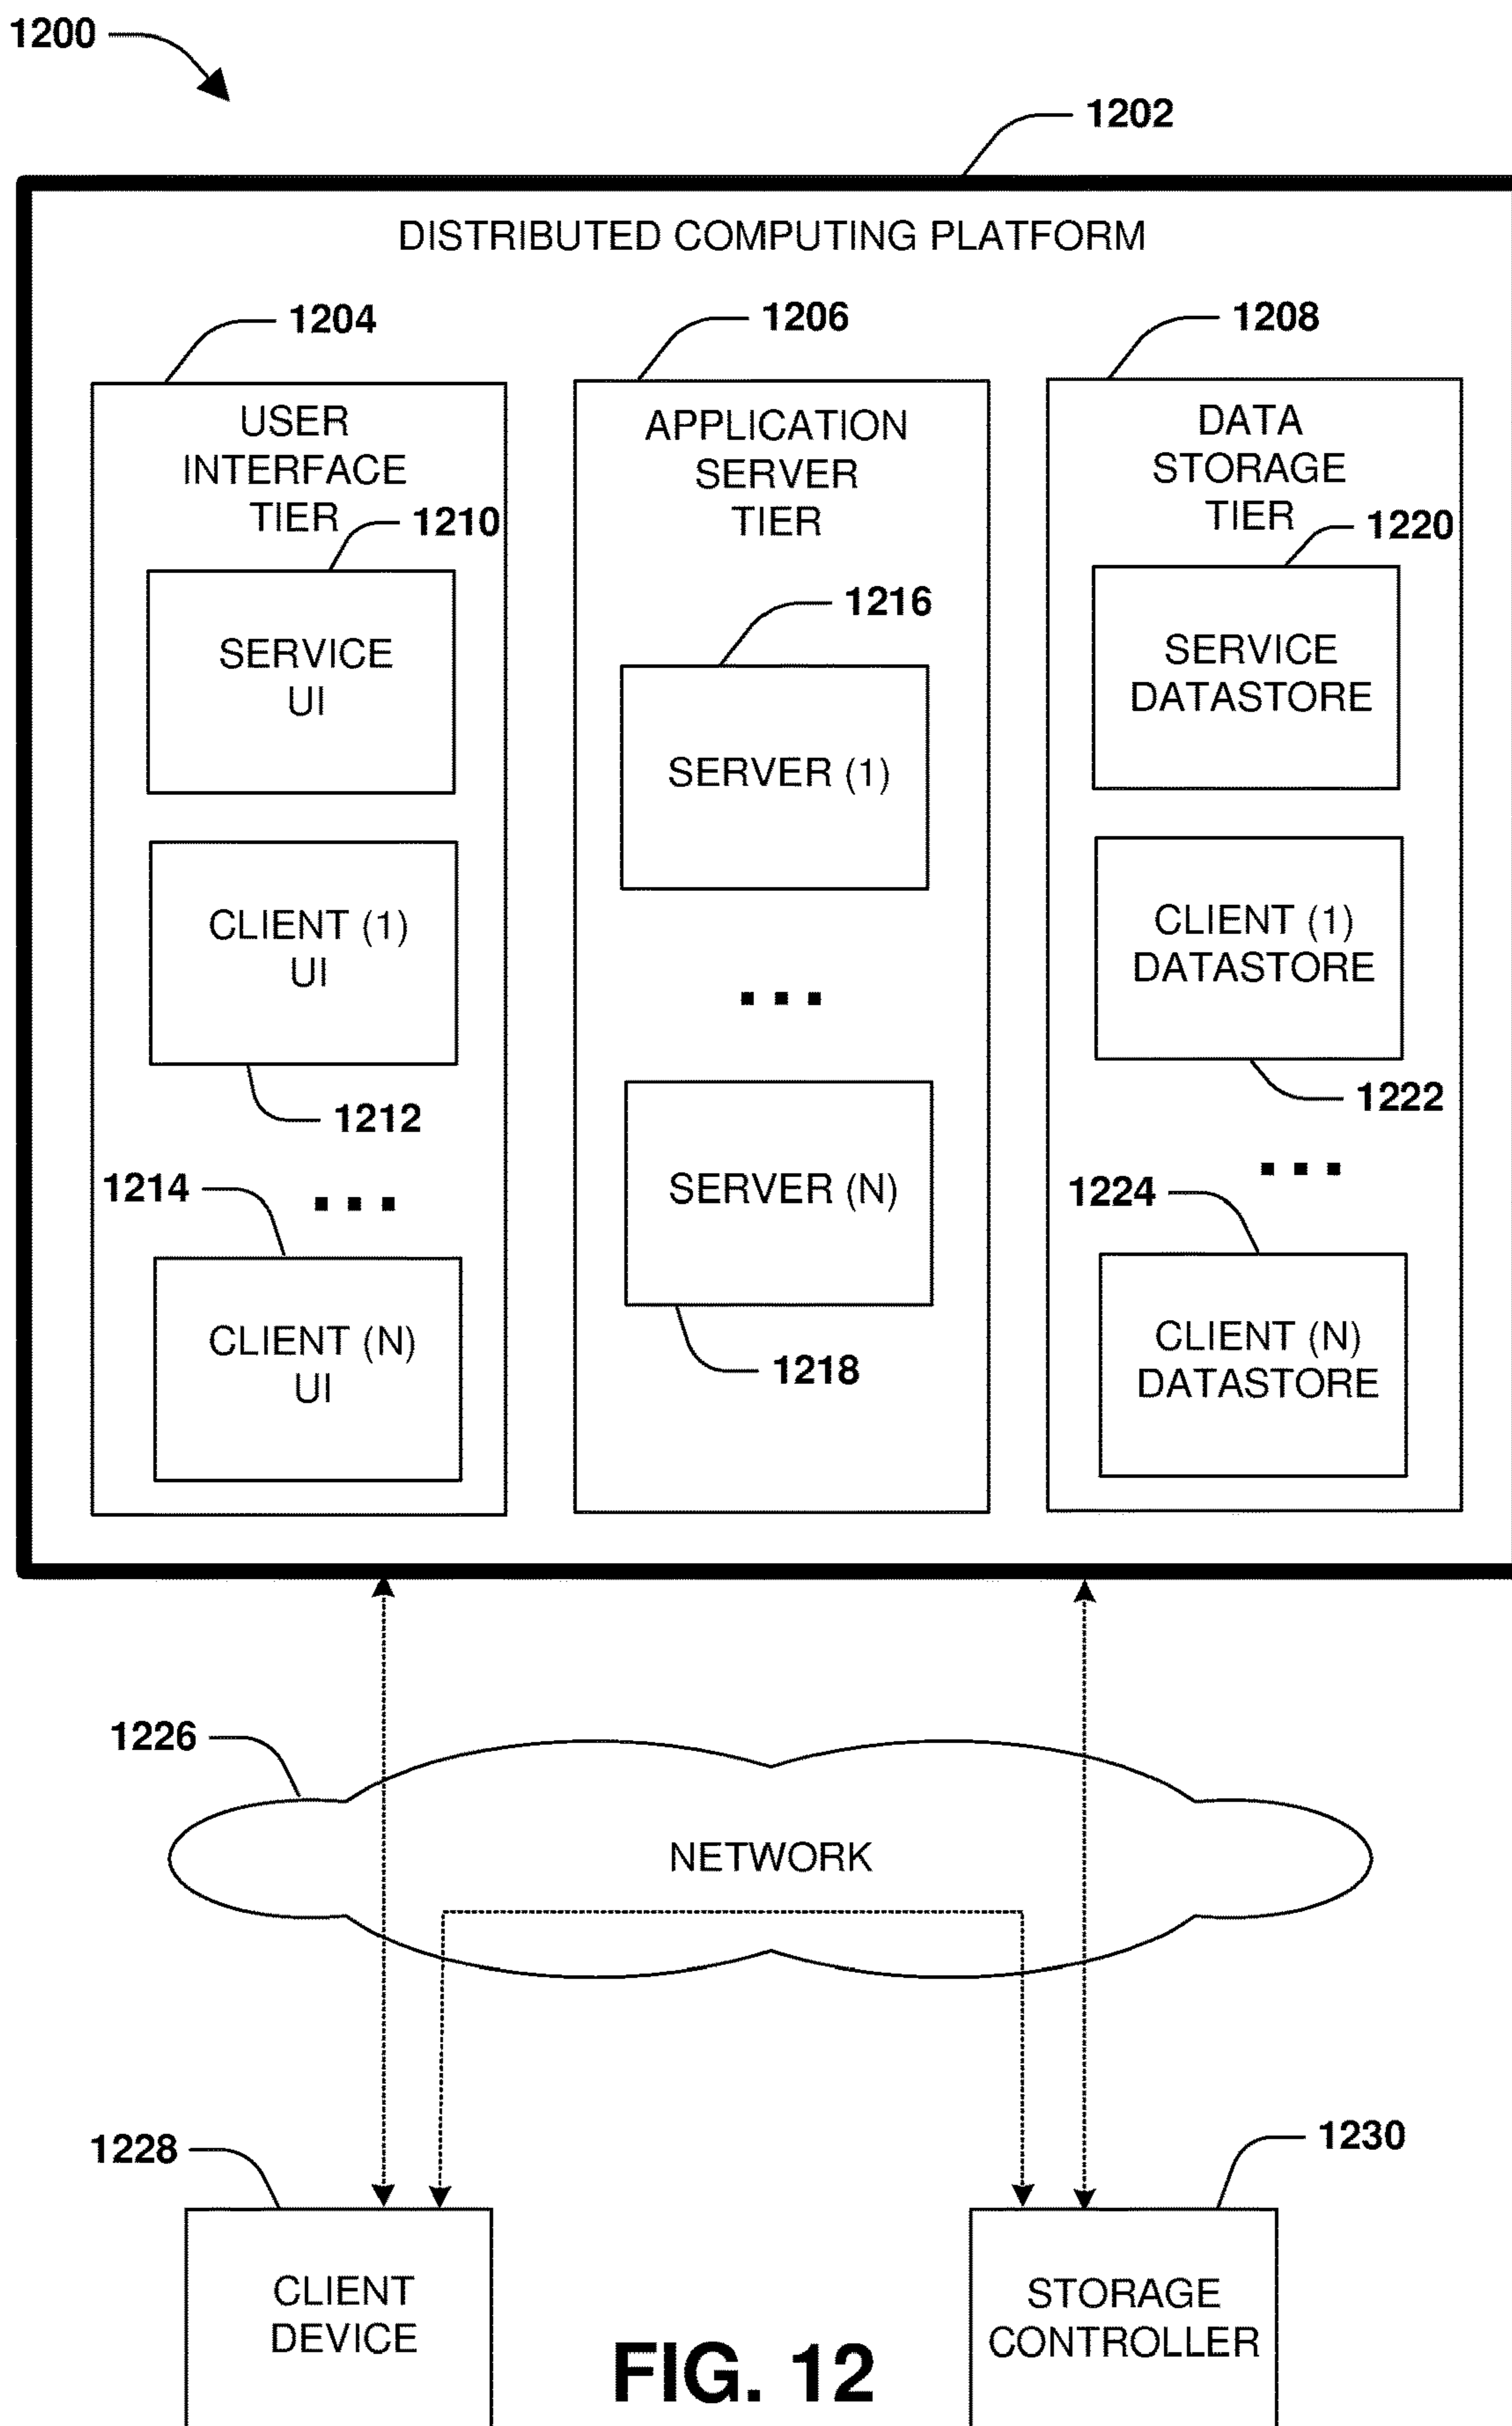 1200
1202
DISTRIBUTED COMPUTING PLATFORM
1204
USER
INTERFACE
TIER
1210
SERVICE
UI
CLIENT (1)
UI
1212
1214
...
CLIENT (N)
UI
1206
APPLICATION
SERVER
TIER
1216
SERVER (1)
...
SERVER (N)
1218
1208
DATA
STORAGE
TIER
1220
SERVICE
DATASTORE
CLIENT (1)
DATASTORE
1222
...
1224
CLIENT (N)
DATASTORE
1226
NETWORK
1228
CLIENT
DEVICE
1230
STORAGE
CONTROLLER
FIG. 12